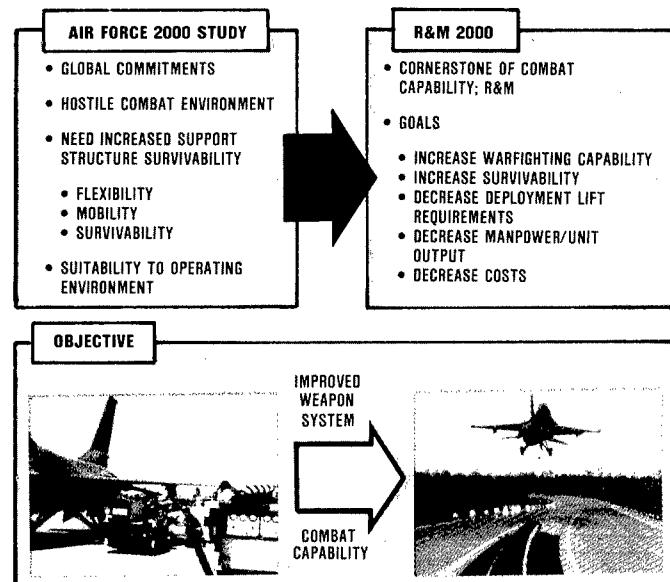 AIR FORCE 2000 STUDY
• GLOBAL COMMITMENTS
• HOSTILE COMBAT ENVIRONMENT
• NEED INCREASED SUPPORT
STRUCTURE SURVIVABILITY
• FLEXIBILITY
• MOBILITY
• SURVIVABILITY
• SUITABILITY TO OPERATING
ENVIRONMENT
R&M 2000
• CORNERSTONE OF COMBAT
CAPABILITY; R&M
• GOALS
• INCREASE WARFIGHTING CAPABILITY
• INCREASE SURVIVABILITY
• DECREASE DEPLOYMENT LIFT
REQUIREMENTS
• DECREASE MANPOWER/UNIT
OUTPUT
• DECREASE COSTS
OBJECTIVE
IMPROVED
WEAPON
SYSTEM
COMBAT
CAPABILITY